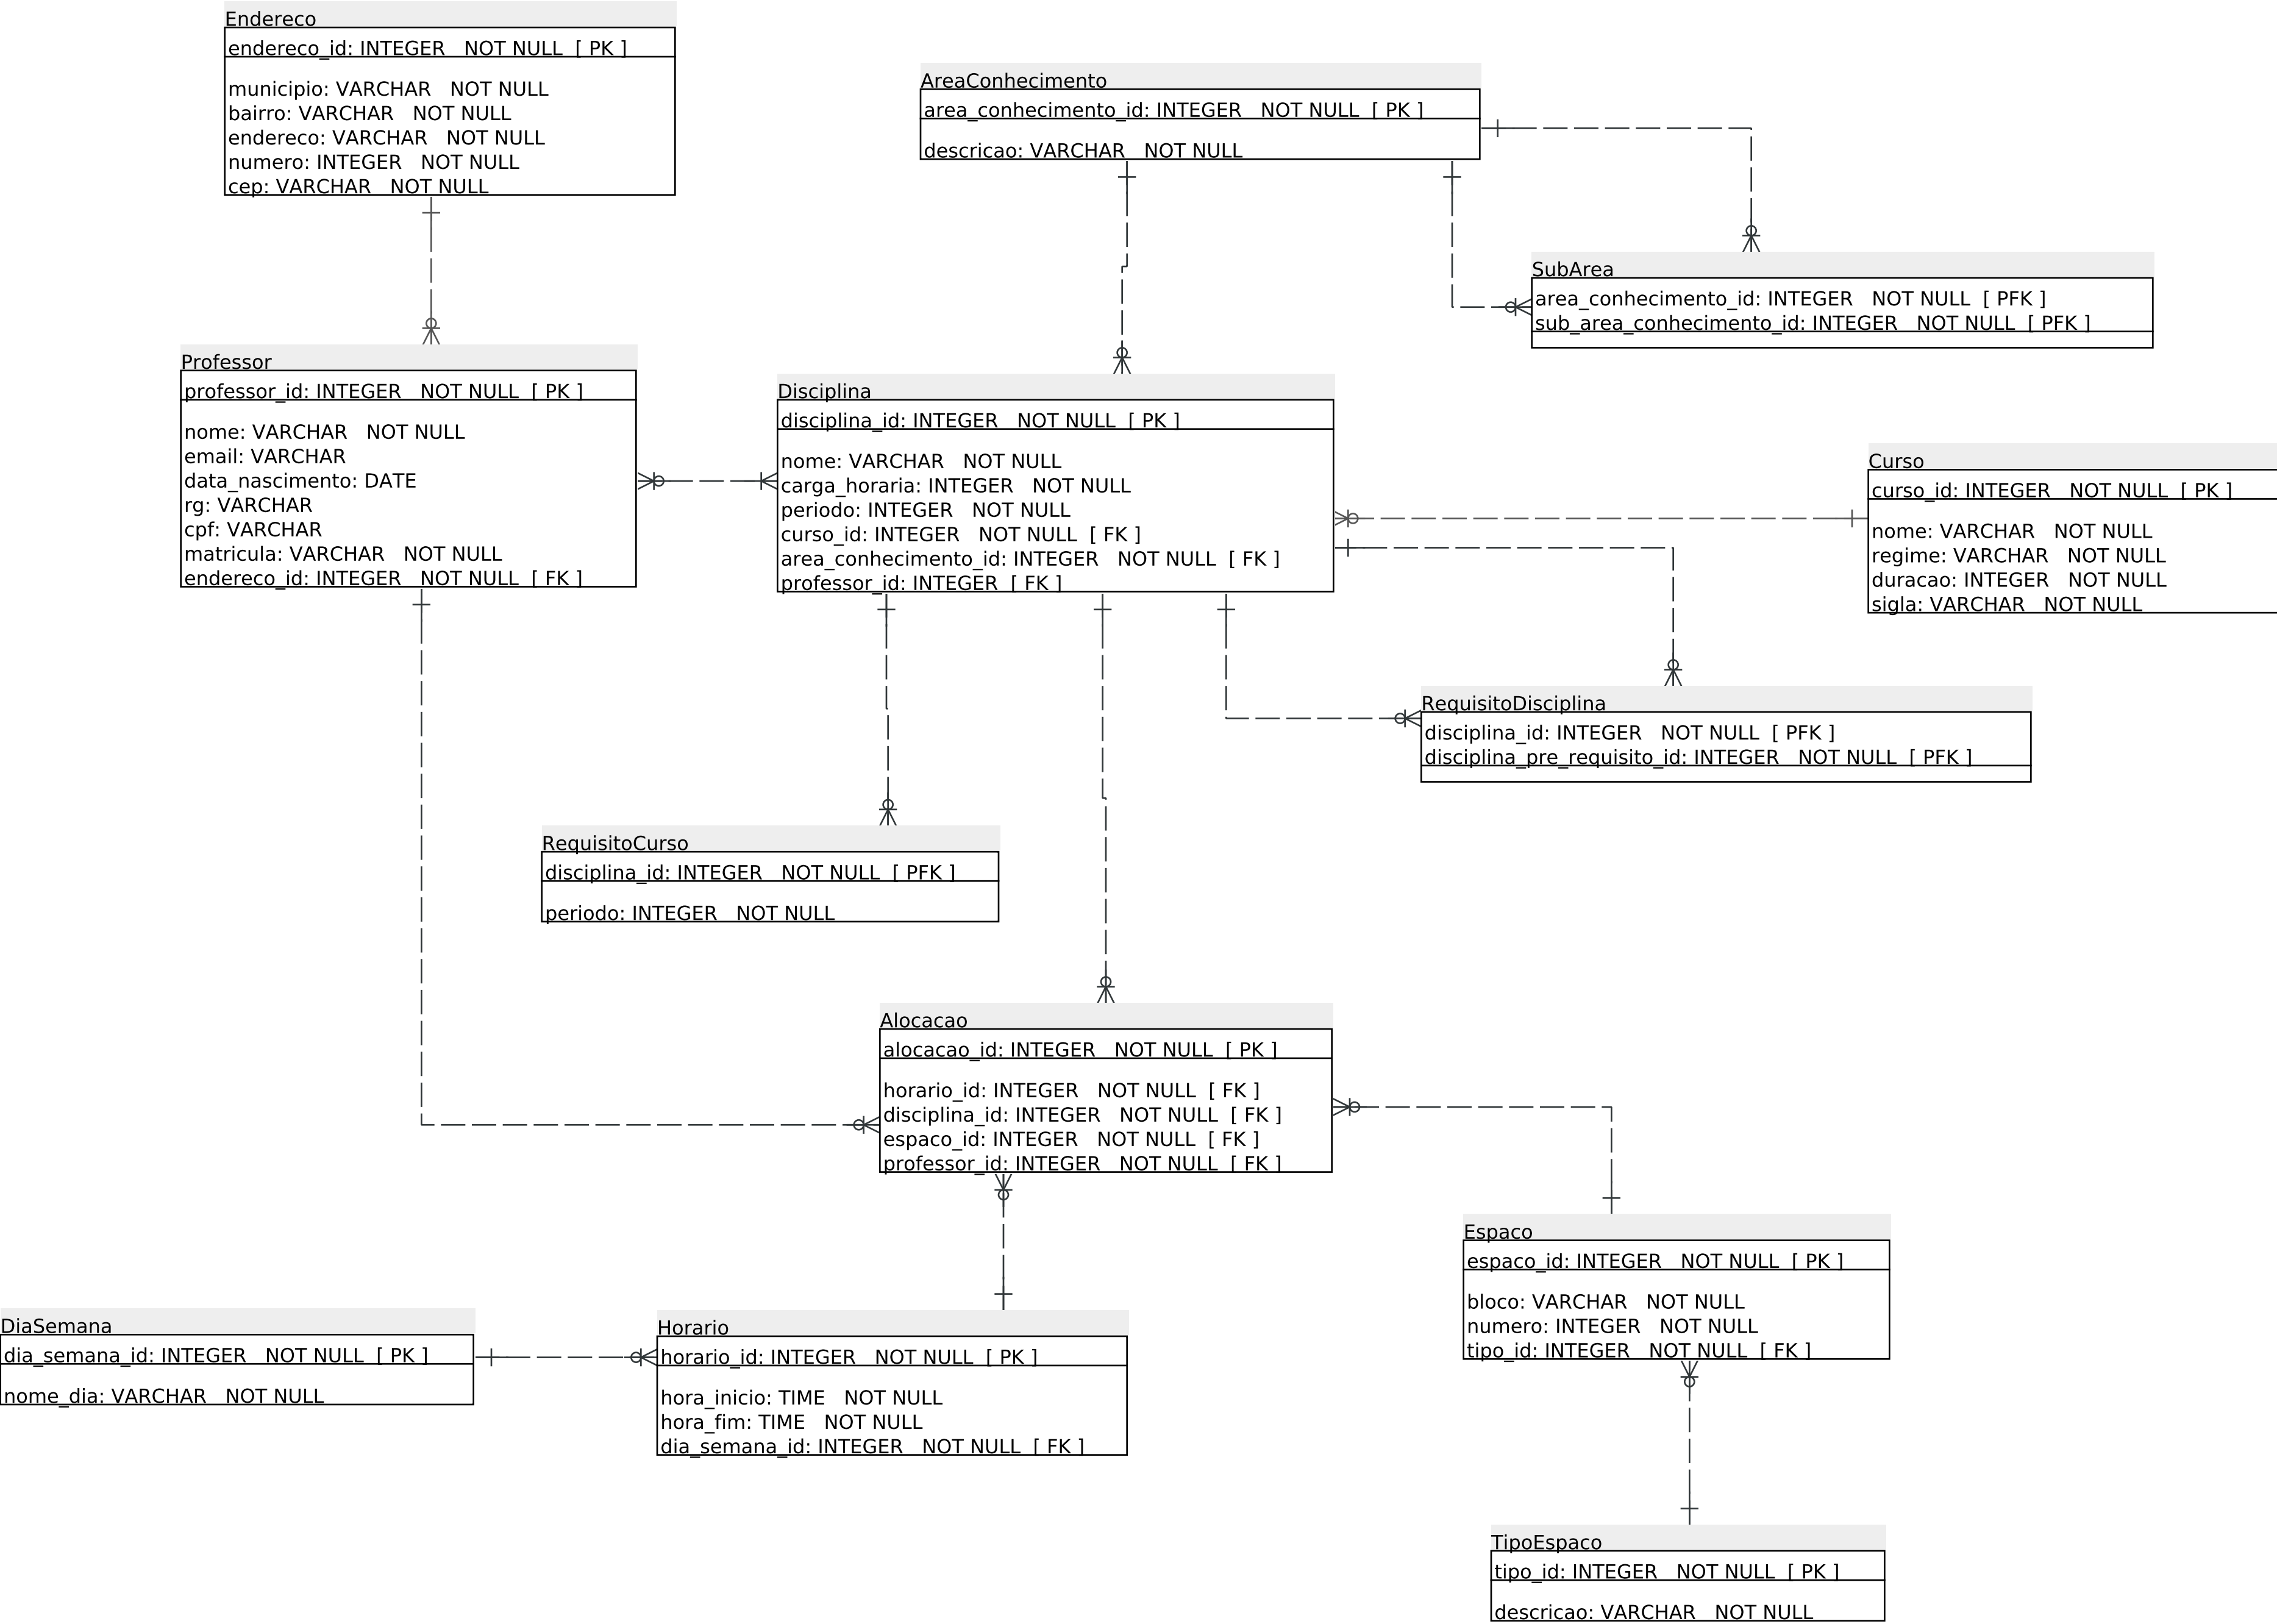 Endereco
endereco_id: INTEGER NOT NULL [ PK ]
municipio: VARCHAR NOT NULL
bairro: VARCHAR NOT NULL
endereco: VARCHAR NOT NULL
numero: INTEGER NOT NULL
cep: VARCHAR NOT NULL
AreaConhecimento
area_conhecimento_id: INTEGER NOT NULL [ PK ]
descricao: VARCHAR NOT NULL
SubArea
area_conhecimento_id: INTEGER NOT NULL [ PFK ]
sub_area_conhecimento_id: INTEGER NOT NULL [ PFK ]
Professor
professor_id: INTEGER NOT NULL [ PK ]
nome: VARCHAR NOT NULL
email: VARCHAR
data_nascimento: DATE
rg: VARCHAR
cpf: VARCHAR
matricula: VARCHAR NOT NULL
endereco_id: INTEGER NOT NULL [ FK ]
Disciplina
disciplina_id: INTEGER NOT NULL [ PK ]
nome: VARCHAR NOT NULL
carga_horaria: INTEGER NOT NULL
periodo: INTEGER NOT NULL
curso_id: INTEGER NOT NULL [ FK ]
area_conhecimento_id: INTEGER NOT NULL [ FK ]
professor_id: INTEGER [ FK ]
Curso
curso_id: INTEGER NOT NULL [ PK ]
nome: VARCHAR NOT NULL
regime: VARCHAR NOT NULL
duracao: INTEGER NOT NULL
sigla: VARCHAR NOT NULL
RequisitoDisciplina
disciplina_id: INTEGER NOT NULL [ PFK ]
disciplina_pre_requisito_id: INTEGER NOT NULL [ PFK ]
RequisitoCurso
disciplina_id: INTEGER NOT NULL [ PFK ]
periodo: INTEGER NOT NULL
Alocacao
alocacao_id: INTEGER NOT NULL [ PK ]
horario_id: INTEGER NOT NULL [ FK ]
disciplina_id: INTEGER NOT NULL [ FK ]
espaco_id: INTEGER NOT NULL [ FK ]
professor_id: INTEGER NOT NULL [ FK ]
Espaco
espaco_id: INTEGER NOT NULL [ PK ]
bloco: VARCHAR NOT NULL
numero: INTEGER NOT NULL
tipo_id: INTEGER NOT NULL [ FK ]
DiaSemana
dia_semana_id: INTEGER NOT NULL [ PK ]
nome_dia: VARCHAR NOT NULL
Horario
horario_id: INTEGER NOT NULL [ PK ]
hora_inicio: TIME NOT NULL
hora_fim: TIME NOT NULL
dia_semana_id: INTEGER NOT NULL [ FK ]
TipoEspaco
tipo_id: INTEGER NOT NULL [ PK ]
descricao: VARCHAR NOT NULL